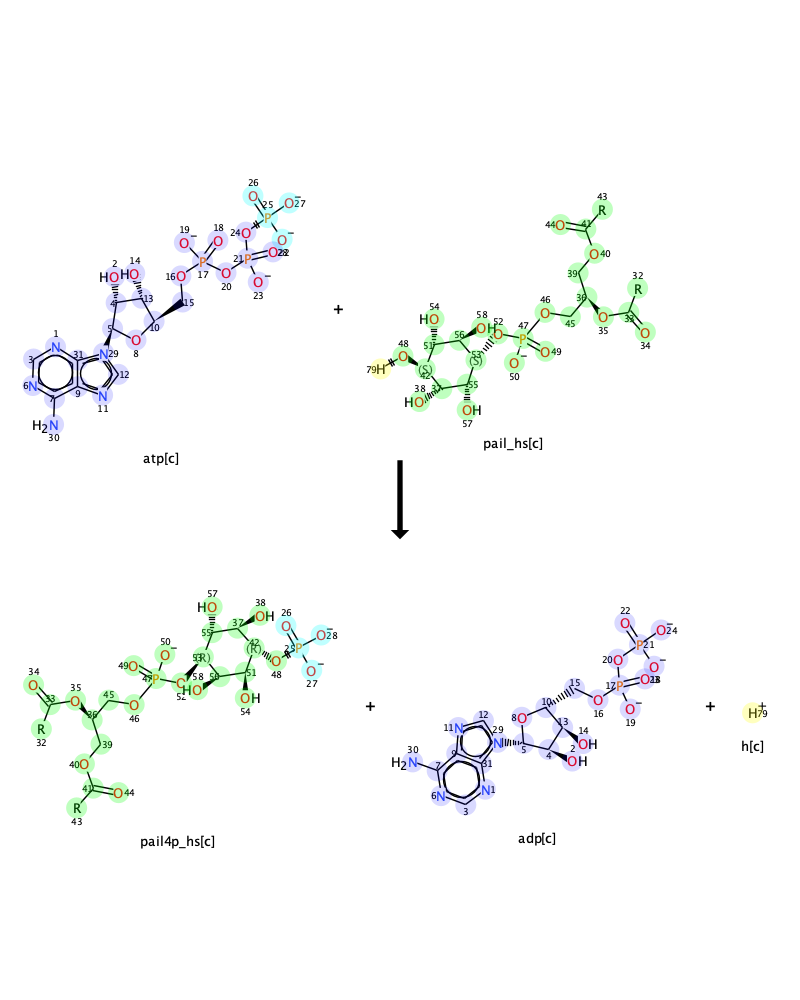 26
25
O⁻27
O
P
19
18
24
O
O⁻
O⁻
O
21
P
O
2
14
P
O
HO
HO
16
O
17
20
O⁻
23
4
13
15
5
10
O
8
1
N
31
N
29
3
12
6
N
7
9
N
11
H₂N
30
atp[c]
+
43
R
44
O
41
O
40
39
32
R
54
HO
58
OH
52
O
46
O
36
33
48
O
51
56
47
P
45
O
35
O
34
79
H
(S)
42
53
(S)
O
49
O⁻
50
38
HO
37
55
OH
57
pail_hs[c]
57
HO
38
OH
26
O
O⁻
28
50
O⁻
55
37
42
25
P
34
O
49
O
(R)
53
(R)
O
48
O⁻
27
33
35
O
45
47
P
58
HO
56
51
O
52
OH
54
R
32
36
O
46
39
40
O
41
O
44
R
43
pail4p_hs[c]
+
22
O
P
21
O⁻
24
20
O
O⁻
15
17
P
O
10
O
16
O⁻
19
8
O
13
14
OH
12
11
N
29
N
5
4
2
OH
30
H₂N
7
9
31
6
N
N
1
3
adp[c]
+
H⁺
79
h[c]